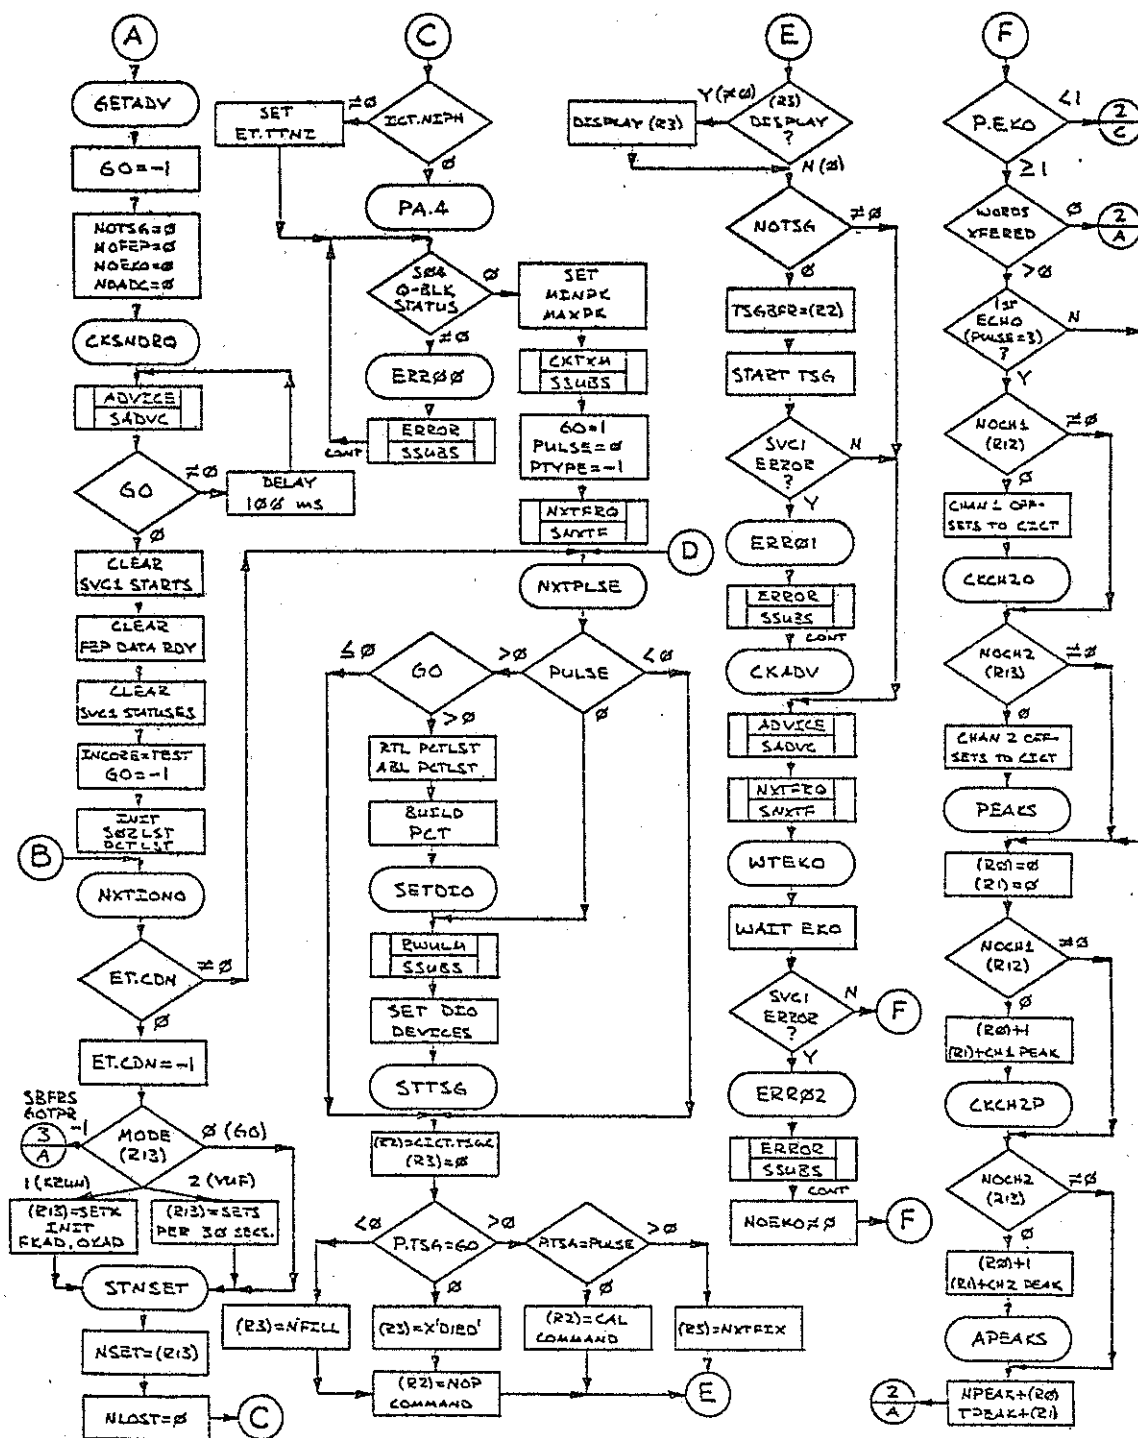 A
GETADV
GO=-1
NOTSG=Ø
NOFEP=Ø
NOEKO=Ø
NOADC=Ø
CKSNDRQ
ADVICE
SADVC
GO
≠Ø
DELAY
1ØØ ms
Ø
CLEAR
SVC1 STARTS
CLEAR
FEP DATA RDY
CLEAR
SVC1 STATUSES
INCORE=TEST
GO=-1
INIT
SØ2LST
DCTLST
B
NXTIONO
ET.CDN
≠Ø
Ø
ET.CDN=-1
SBFRS
GOTPR
-1
3
A
MODE
(R13)
Ø (GO)
1 (KRUN)
2 (VUF)
(R13)=SETK
INIT
FKAD, OKAD
(R13)=SETS
PER 3Ø SECS.
STNSET
NSET=(R13)
NLOST=Ø
C
C
ICT.NIPH
≠Ø
SET
ET.TTNI
Ø
PA.4
SØ4
Q-BLK
STATUS
Ø
≠Ø
ERRØØ
ERROR
SSUBS
CONT
SET
MINPK
MAXPK
CKTXM
SSUBS
GO=1
PULSE=Ø
PTYPE=-1
NXTFRQ
SNXTF
D
NXTPLSE
PULSE
>Ø
<Ø
Ø
GO
≤Ø
>Ø
RTL PCTLST
ABL PCTLST
BUILD
PCT
SETDIO
RWULM
SSUBS
SET DIO
DEVICES
STTSG
(R2)=CICT.TSGC
(R3)=Ø
P.TSG=GO
<Ø
>Ø
Ø
P.TSG=PULSE
>Ø
Ø
(R3)=NFILL
(R3)=X'D1ED'
(R2)=CAL
COMMAND
(R3)=NXTFIX
(R2)=NOP
COMMAND
E
E
(R3)
DISPLAY
?
Y(≠Ø)
DISPLAY (R3)
N(Ø)
NOTSG
≠Ø
Ø
TSGBFR=(R2)
START TSG
SVC1
ERROR
?
N
Y
ERRØ1
ERROR
SSUBS
CONT
CKADV
ADVICE
SADVC
NXTFRQ
SNXTF
WTEKO
WAIT EKO
SVC1
ERROR
?
N
F
Y
ERRØ2
ERROR
SSUBS
CONT
NOEKO≠Ø
F
F
P.EKO
<1
2
C
≥1
WORDS
XFERED
Ø
2
A
>Ø
1ST
ECHO
(PULSE=3)
?
N
Y
NOCH1
(R12)
≠Ø
Ø
CHAN 1 OFF-
SETS TO CICT
CKCH2O
NOCH2
(R13)
≠Ø
Ø
CHAN 2 OFF-
SETS TO CICT
PEAKS
(RØ)=Ø
(R1)=Ø
NOCH1
(R12)
≠Ø
Ø
(RØ)+1
(R1)+CH1 PEAK
CKCH2P
NOCH2
(R13)
≠Ø
Ø
(RØ)+1
(R1)+CH2 PEAK
APEAKS
NPEAK+(RØ)
TPEAK+(R1)
2
A